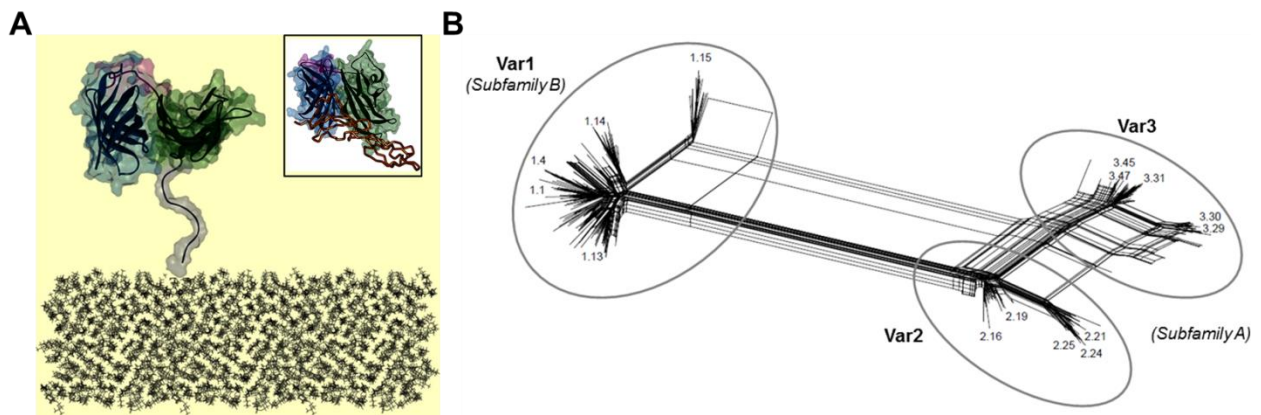 A
B
Var1
(Subfamily B)
1.15
1.14
1.4
1.1
1.13
Var3
3.45
3.47
3.31
3.30
3.29
Var2
2.19
2.16
2.21
2.25
2.24
(Subfamily A)